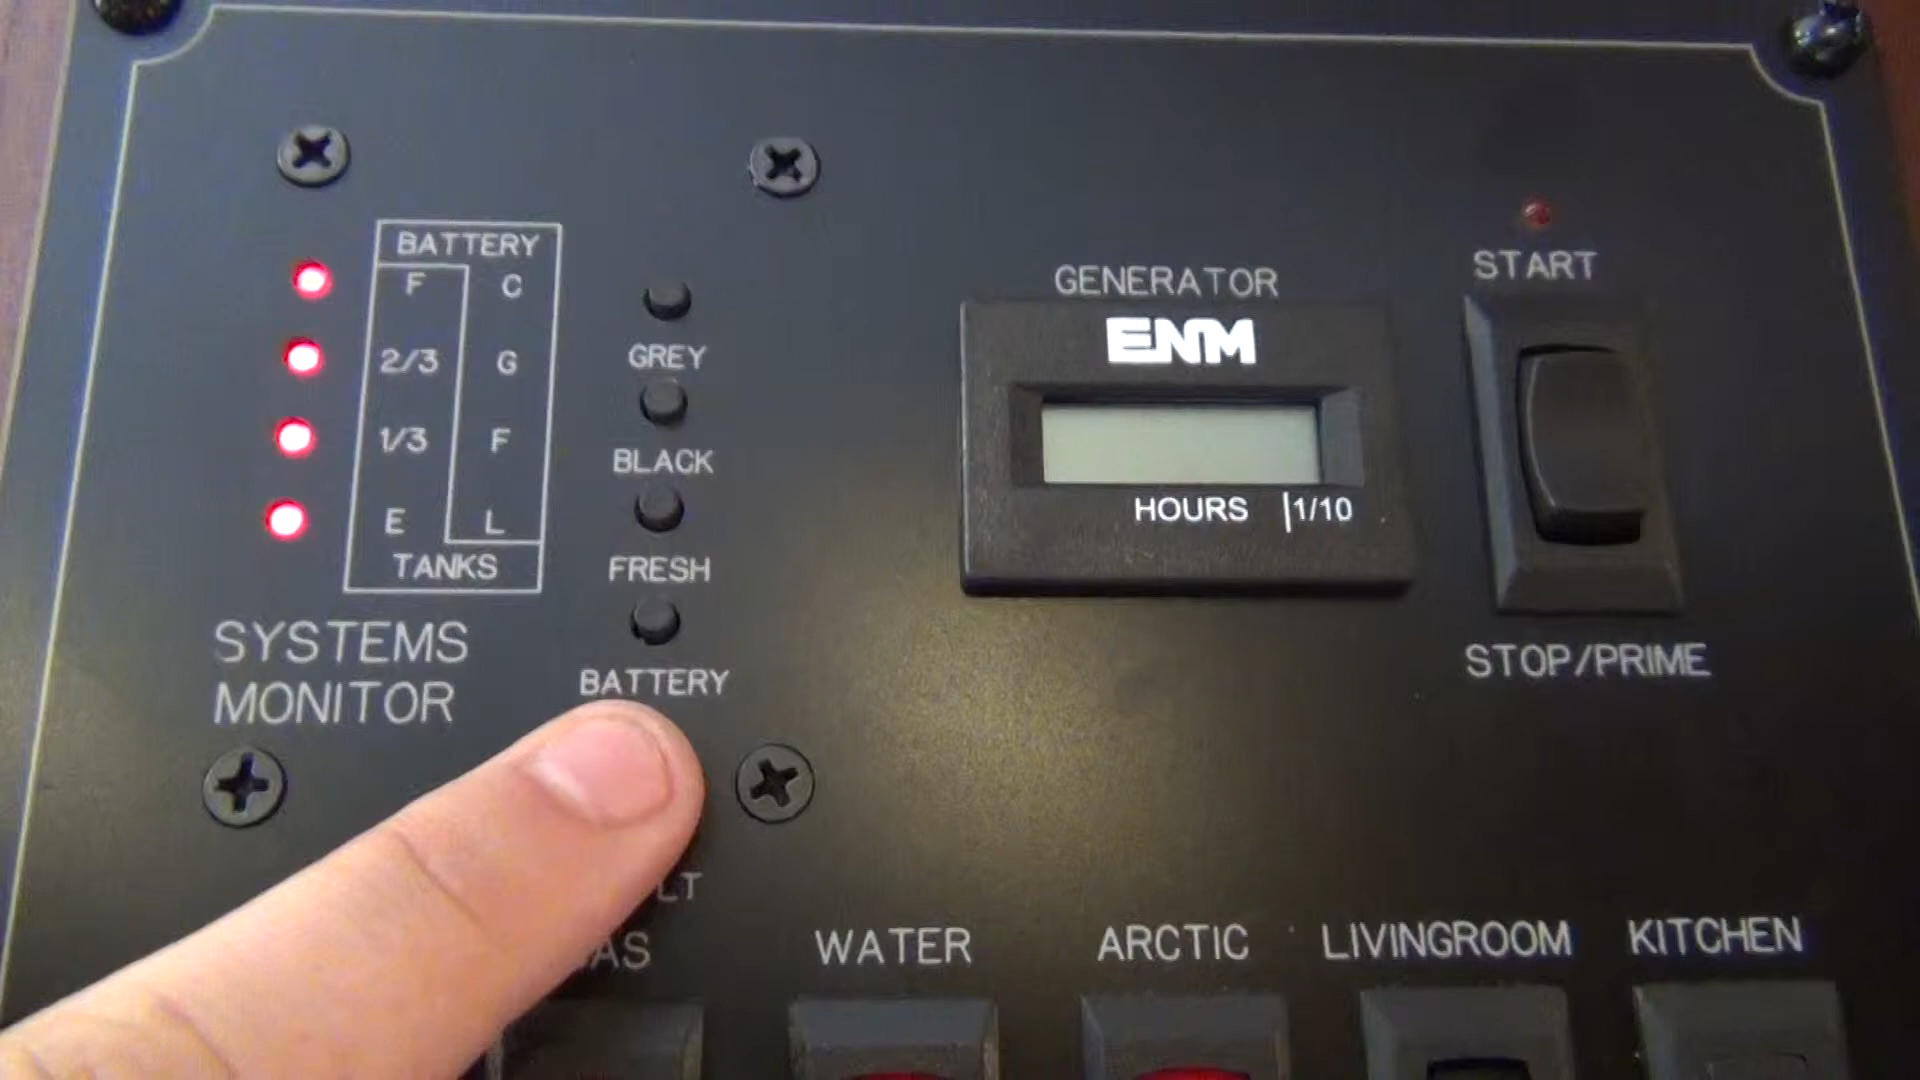 BATTERY
F C
2/3 G
1/3 F
E L
TANKS
SYSTEMS
MONITOR
GREY
BLACK
FRESH
BATTERY
GENERATOR
ENM
HOURS |1/10
START
STOP/PRIME
WATER
ARCTIC
LIVINGROOM
KITCHEN